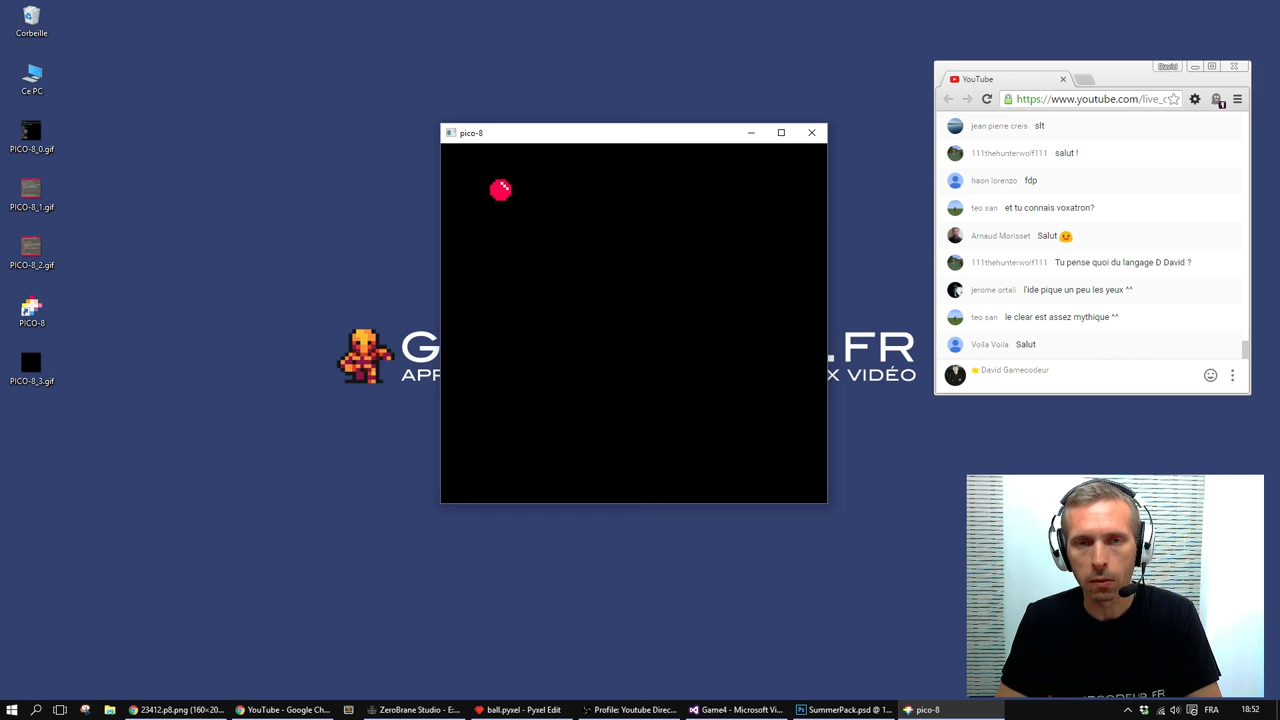 Corbeille
Ce PC
PICO-8_0.gif
PICO-8_1.gif
PICO-8_2.gif
PICO-8
PICO-8_3.gif
pico-8
G
.FR
APP
X VIDÉO
David
YouTube
https://www.youtube.com/live_c
jean pierre creis slt
111thehunterwolf111 salut !
haon lorenzo fdp
teo san et tu connais voxatron?
Arnaud Morisset Salut
111thehunterwolf111 Tu pense quoi du langage D David ?
jerome ortali l'ide pique un peu les yeux ^^
teo san le clear est assez mythique ^^
Voila Voila Salut
David Gamecodeur
23412.p8.png (160×20...
YouTube - Google Ch...
ZeroBrane Studio - E...
ball.pyxel - Pyxel Edit
Profile: Youtube Direc...
Game4 - Microsoft Vi...
SummerPack.psd @ 1...
pico-8
FRA
18:52